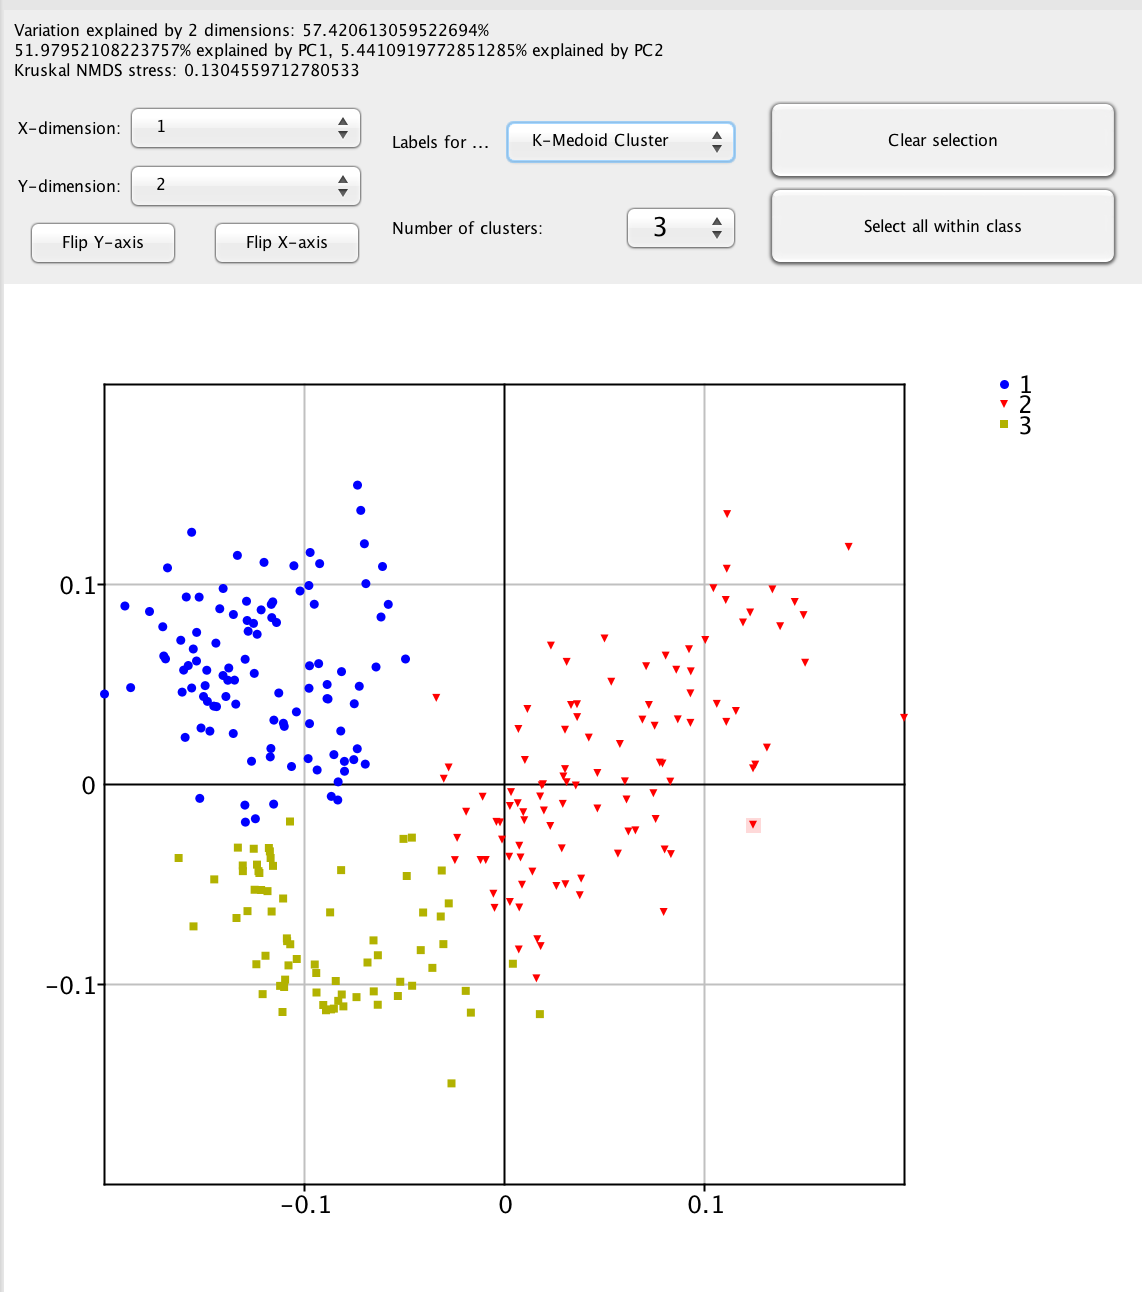 Variation explained by 2 dimensions: 57.420613059522694%
51.97952108223757% explained by PC1, 5.4410919772851285% explained by PC2
Kruskal NMDS stress: 0.1304559712780533
X-dimension: 1
Labels for ... K-Medoid Cluster
Clear selection
Y-dimension: 2
Number of clusters: 3
Select all within class
Flip Y-axis
Flip X-axis
1
2
3
0.1
0
-0.1
-0.1
0
0.1